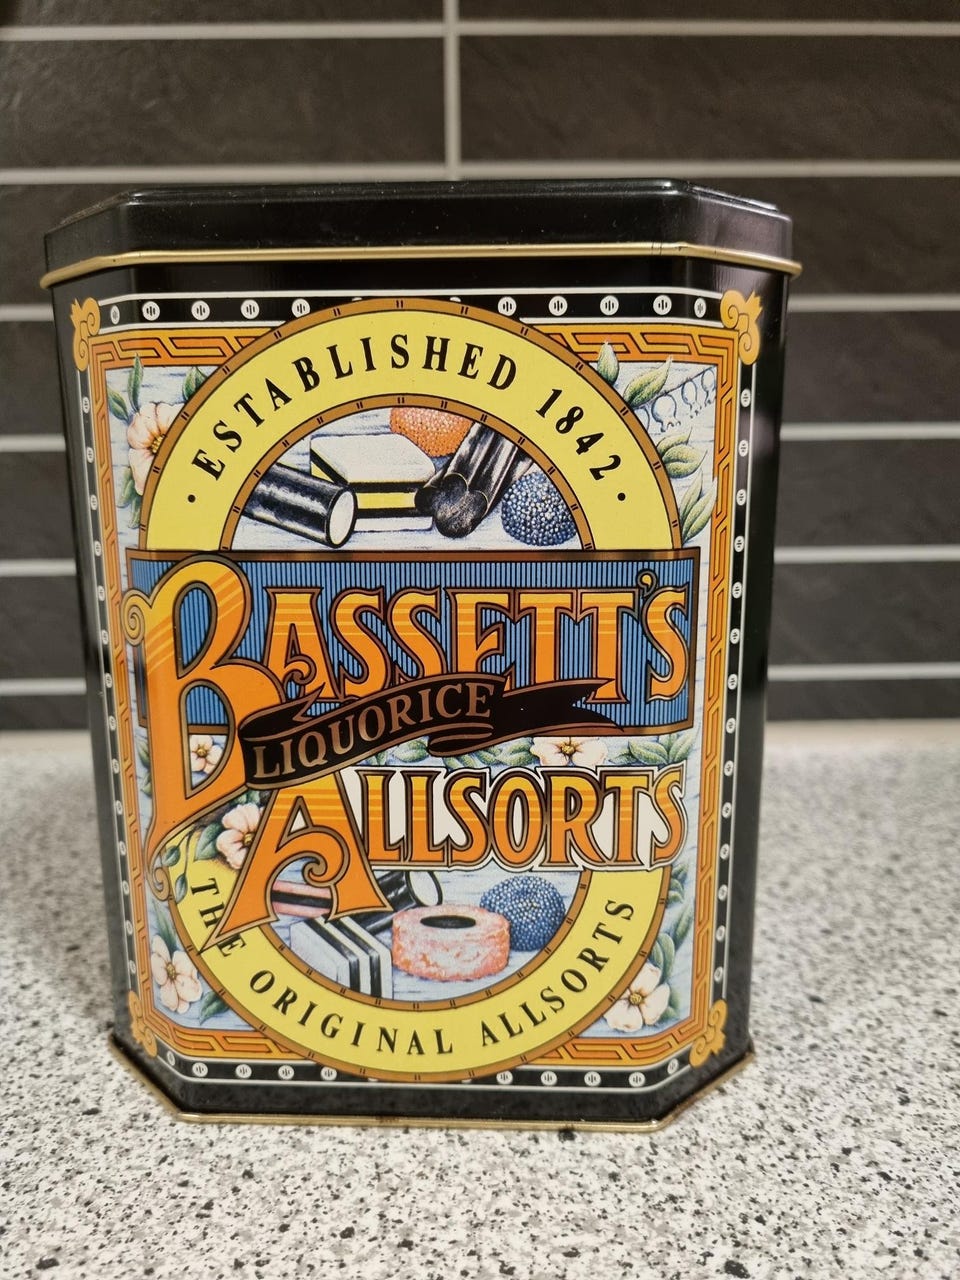 · ESTABLISHED 1842 ·
BASSETT'S
LIQUORICE
ALLSORTS
THE ORIGINAL ALLSORTS